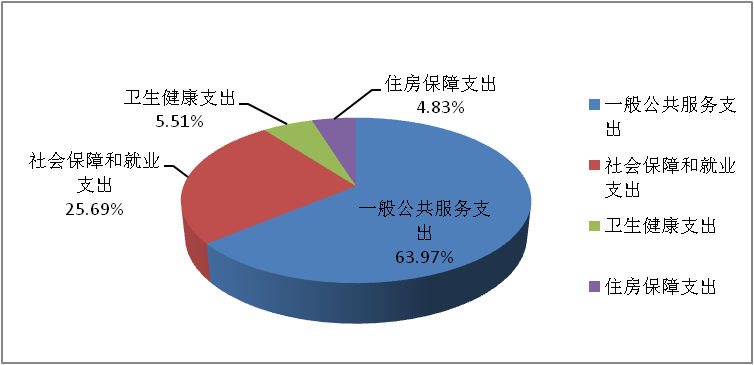 住房保障支出
4.83%
卫生健康支出
5.51%
社会保障和就业
支出
25.69%
一般公共服务支
出
63.97%
一般公共服务支
出
社会保障和就业
支出
卫生健康支出
住房保障支出